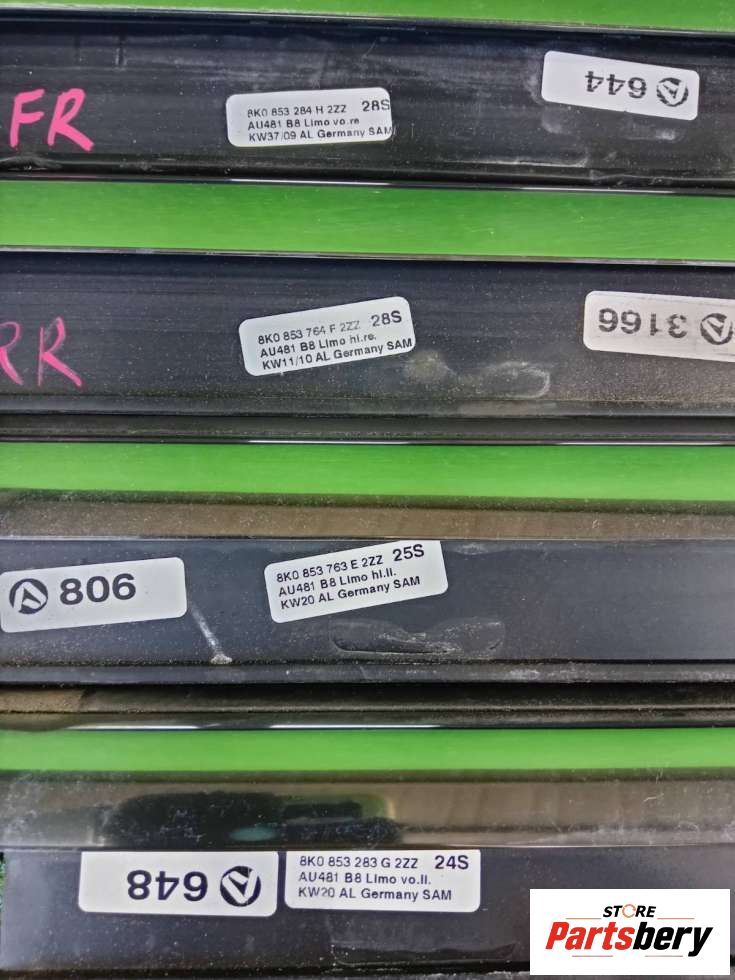 FR
8K0 853 284 H 2ZZ 28S
AU481 B8 Limo vo.re
KW37/09 AL Germany SAM
644
RR
8K0 853 764 F 2ZZ 28S
AU481 B8 Limo hi.re.
KW11/10 AL Germany SAM
3166
806
8K0 853 763 E 2ZZ 25S
AU481 B8 Limo hi.li.
KW20 AL Germany SAM
648
8K0 853 283 G 2ZZ 24S
AU481 B8 Limo vo.li.
KW20 AL Germany SAM
STORE
Partsbery